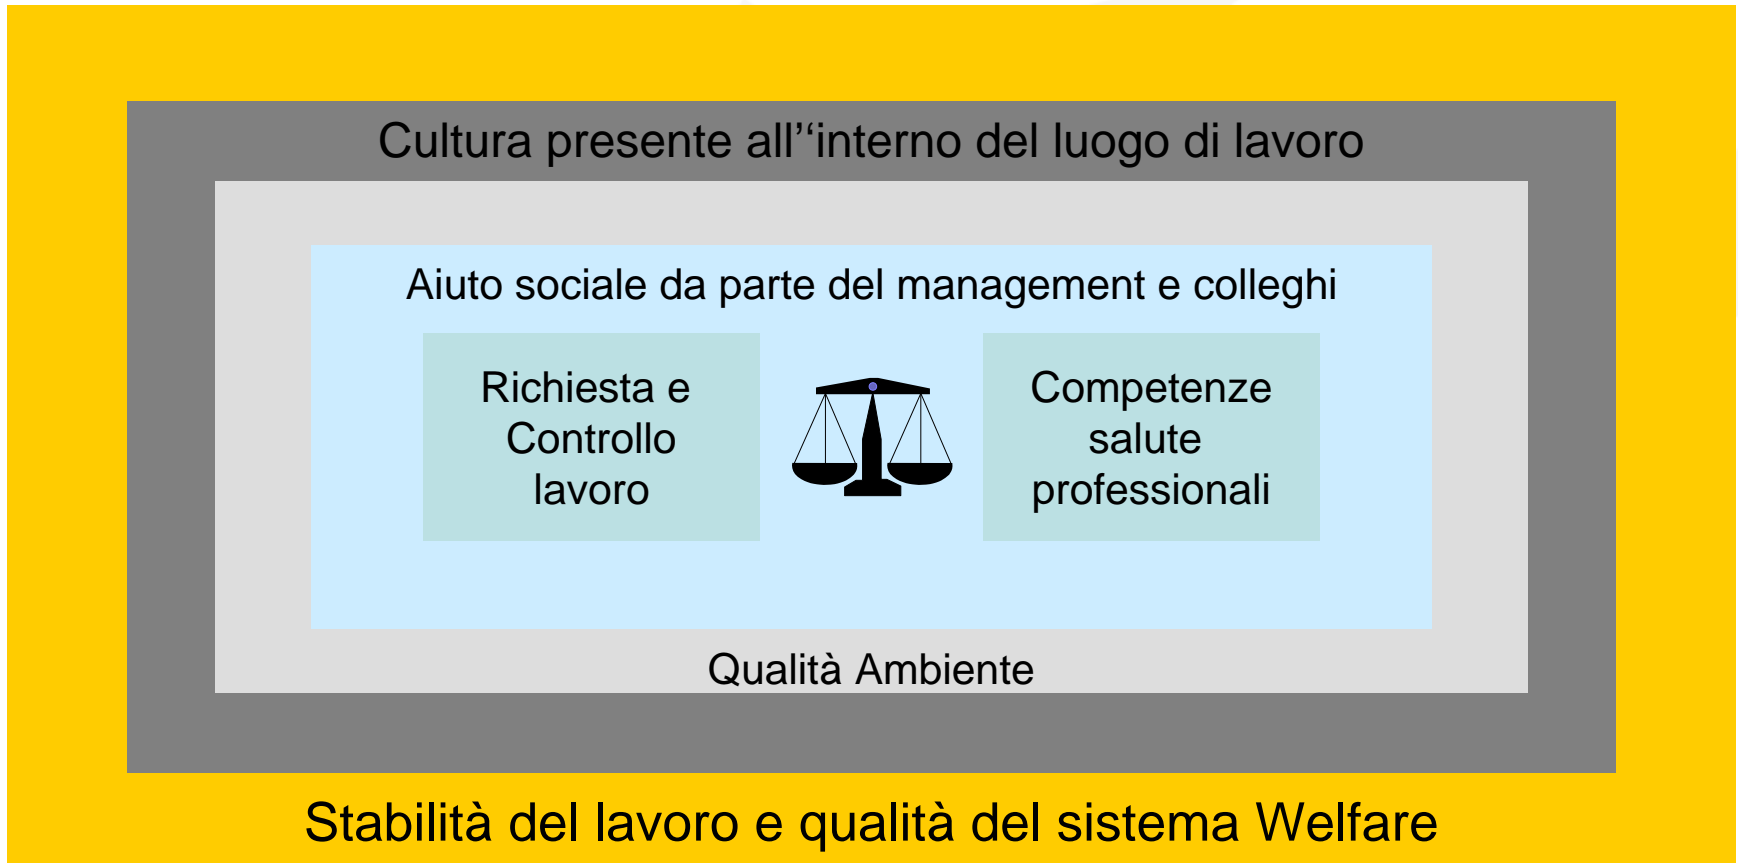 Cultura presente all’‘interno del luogo di lavoro
Aiuto sociale da parte del management e colleghi
Richiesta e
Controllo
lavoro
Competenze
salute
professionali
Qualità Ambiente
Stabilità del lavoro e qualità del sistema Welfare